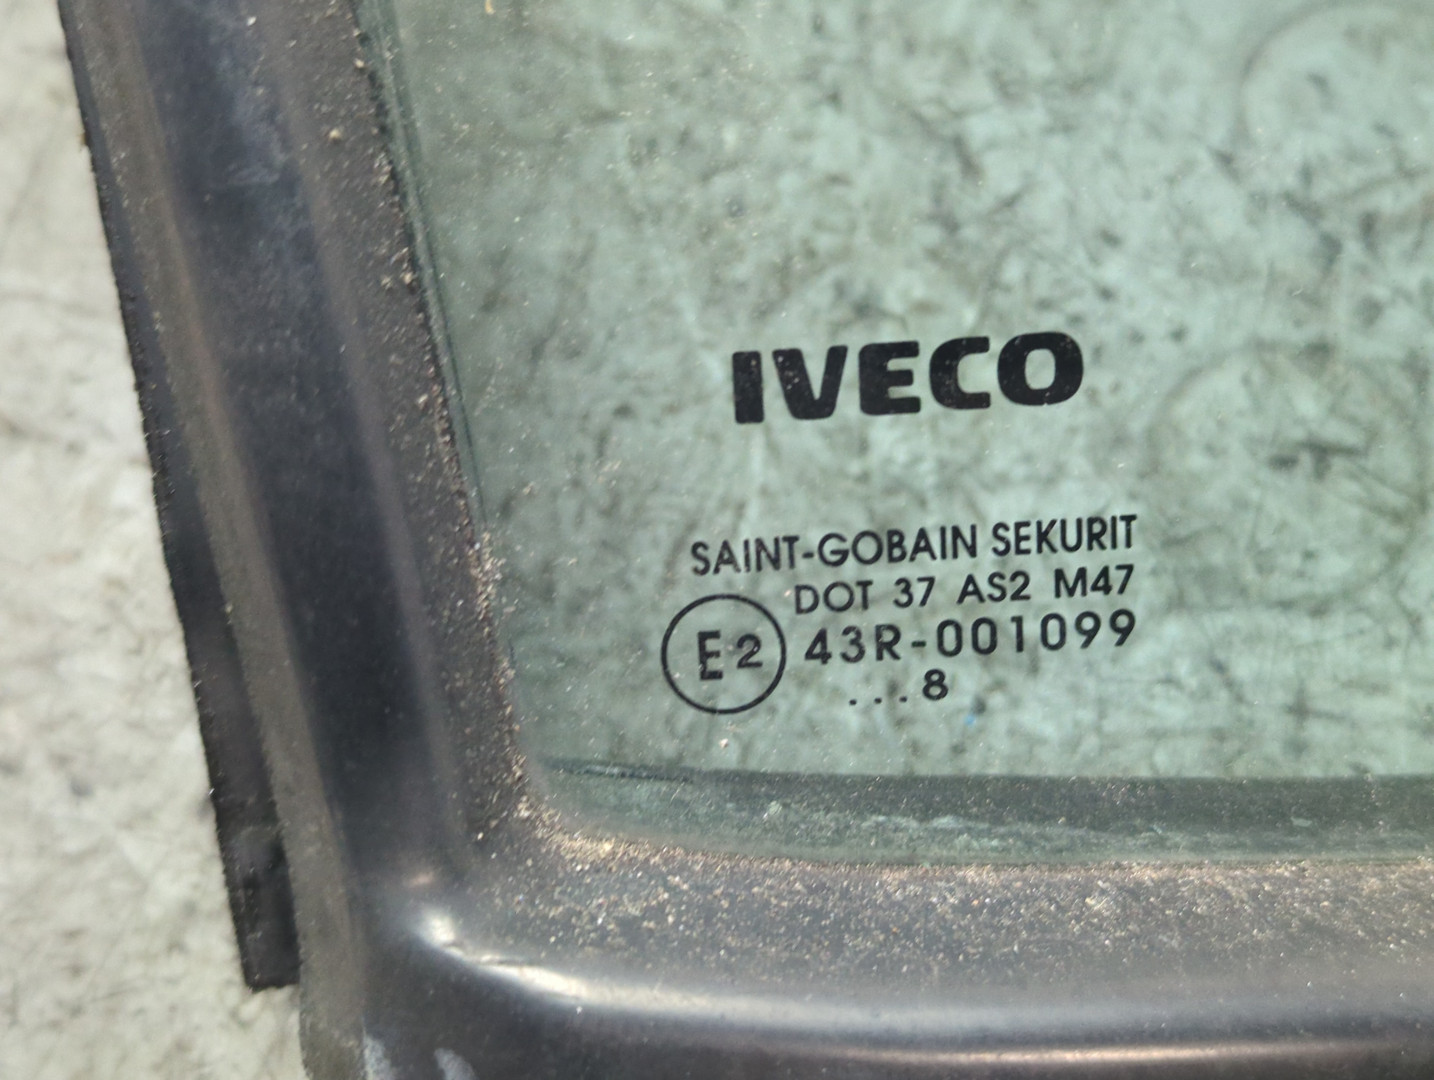 IVECO
SAINT-GOBAIN SEKURIT
DOT 37 AS2 M47
E2 43R-001099
...8